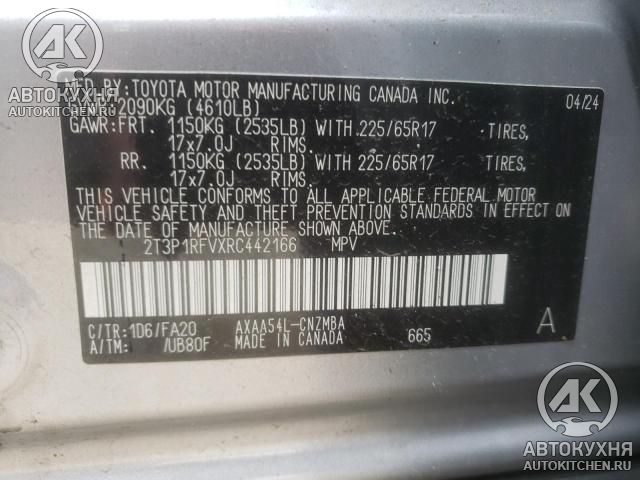 MFD BY: TOYOTA MOTOR MANUFACTURING CANADA INC.
2090KG (4610LB) 04/24
GAWR: FRT. 1150KG (2535LB) WITH 225/65R17 TIRES,
17x7.0J RIMS.
RR. 1150KG (2535LB) WITH 225/65R17 TIRES,
17x7.0J RIMS.
THIS VEHICLE CONFORMS TO ALL APPLICABLE FEDERAL MOTOR
VEHICLE SAFETY AND THEFT PREVENTION STANDARDS IN EFFECT ON
THE DATE OF MANUFACTURE SHOWN ABOVE.
2T3P1RFVXRC442166 MPV
C/TR: 1D6/FA20 AXAA54L-CNZMBA
A/TM: /UB80F MADE IN CANADA 665 A
АК
АВТОКУХНЯ
AUTOKITCHEN.RU
АК
АВТОКУХНЯ
AUTOKITCHEN.RU